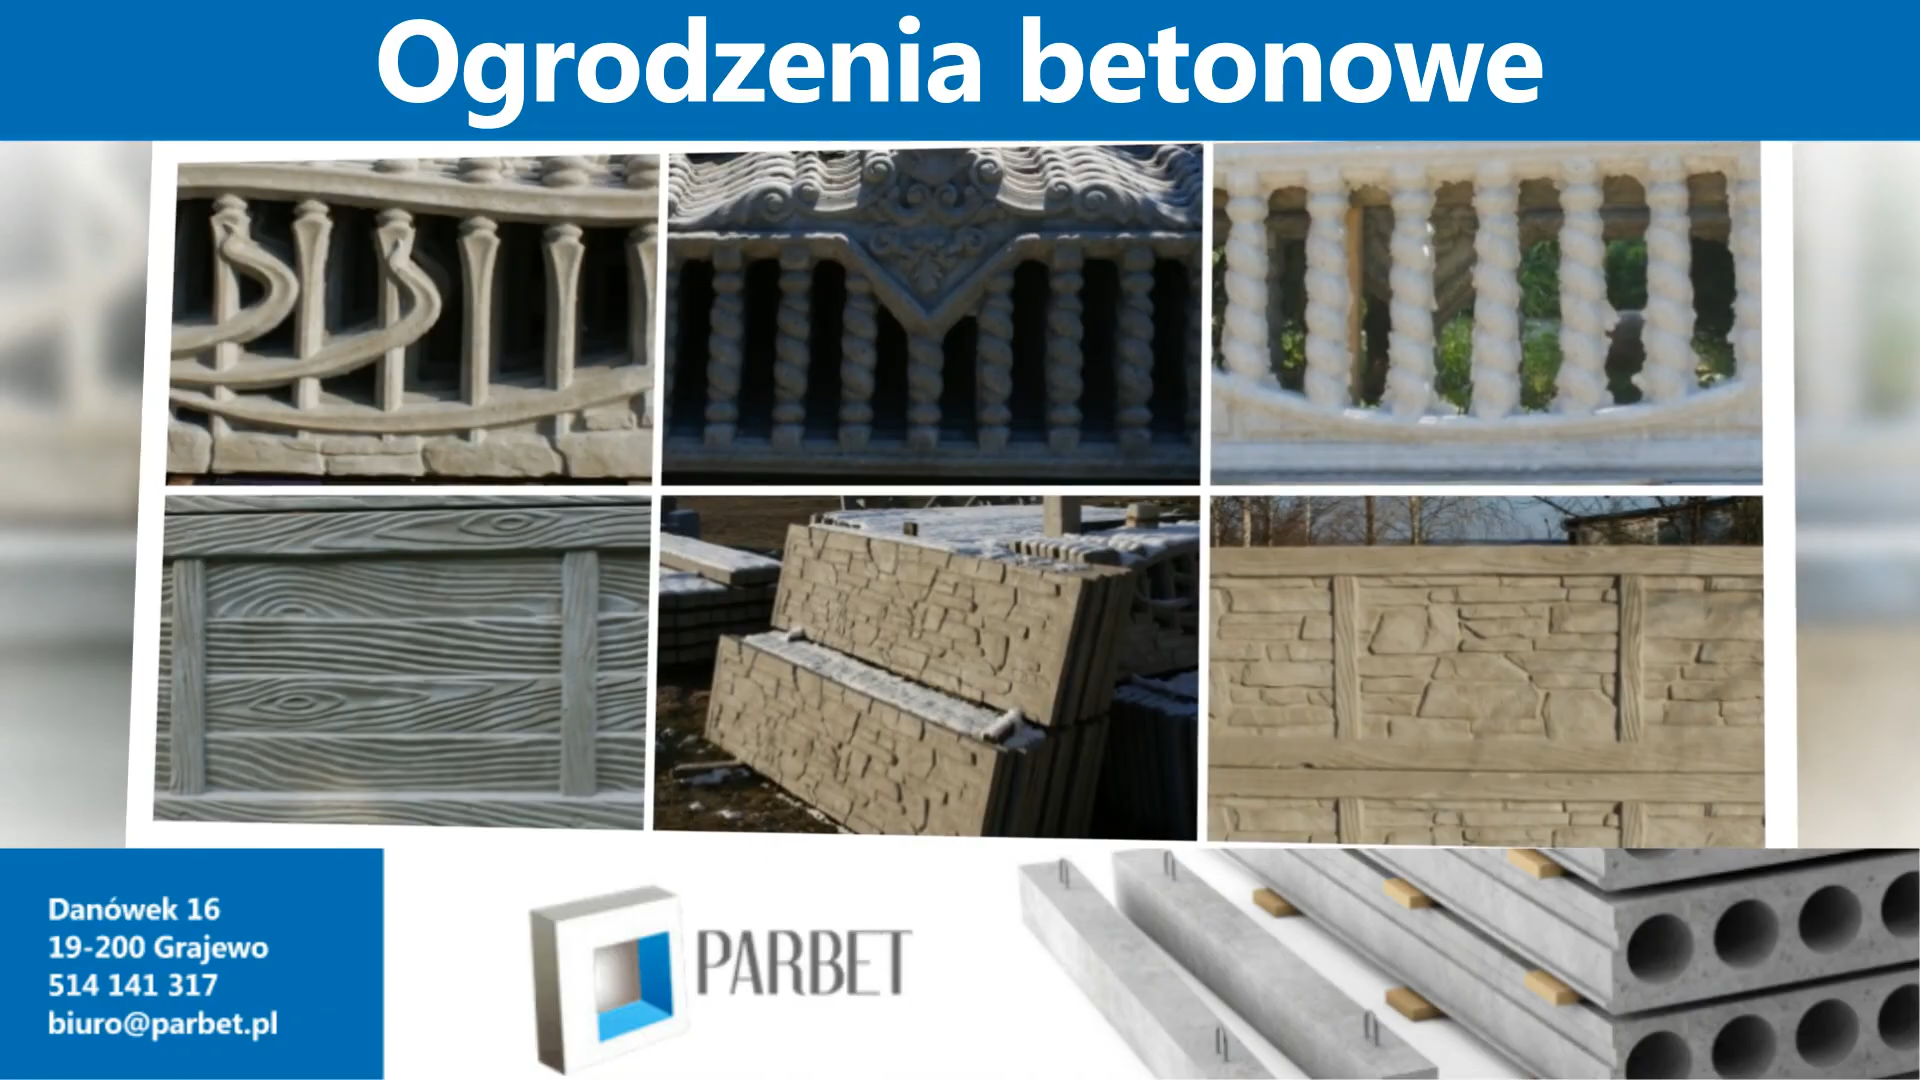 Ogrodzenia betonowe
Danówek 16
19-200 Grajewo
514 141 317
biuro@parbet.pl
PARBET